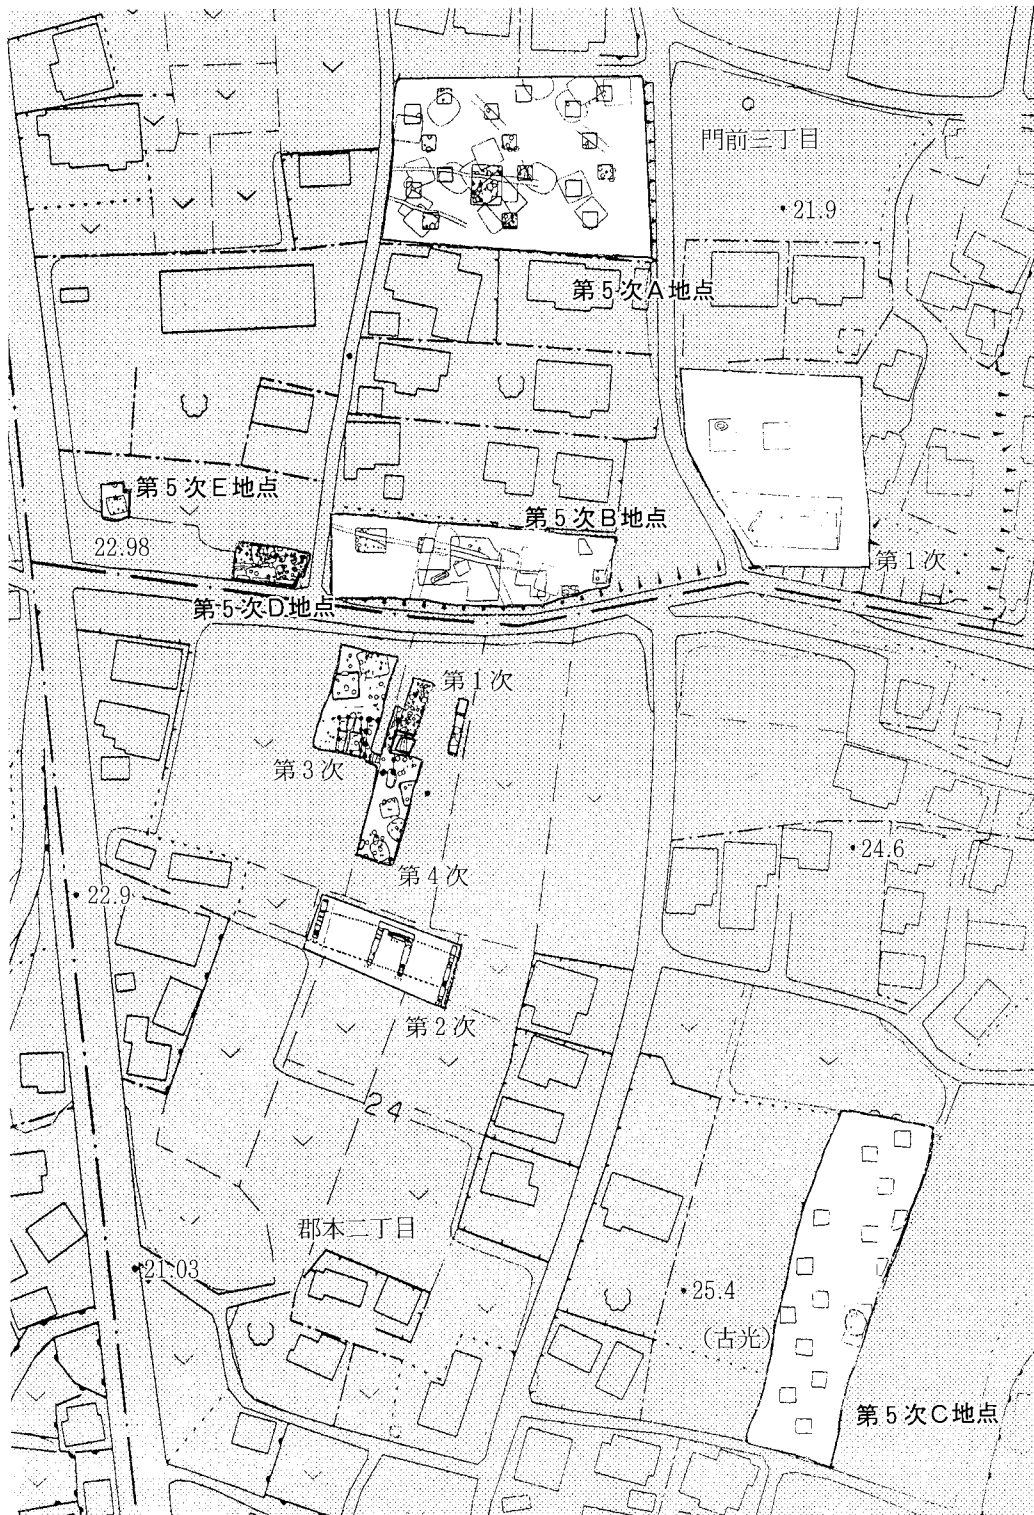 門前三丁目
21.9
第5次A地点
第5次E地点
第5次B地点
22.98
第1次
第5次D地点
第1次
第3次
24.6
第4次
22.9
第2次
24
郡本二丁目
21.03
25.4
(古光)
第5次C地点